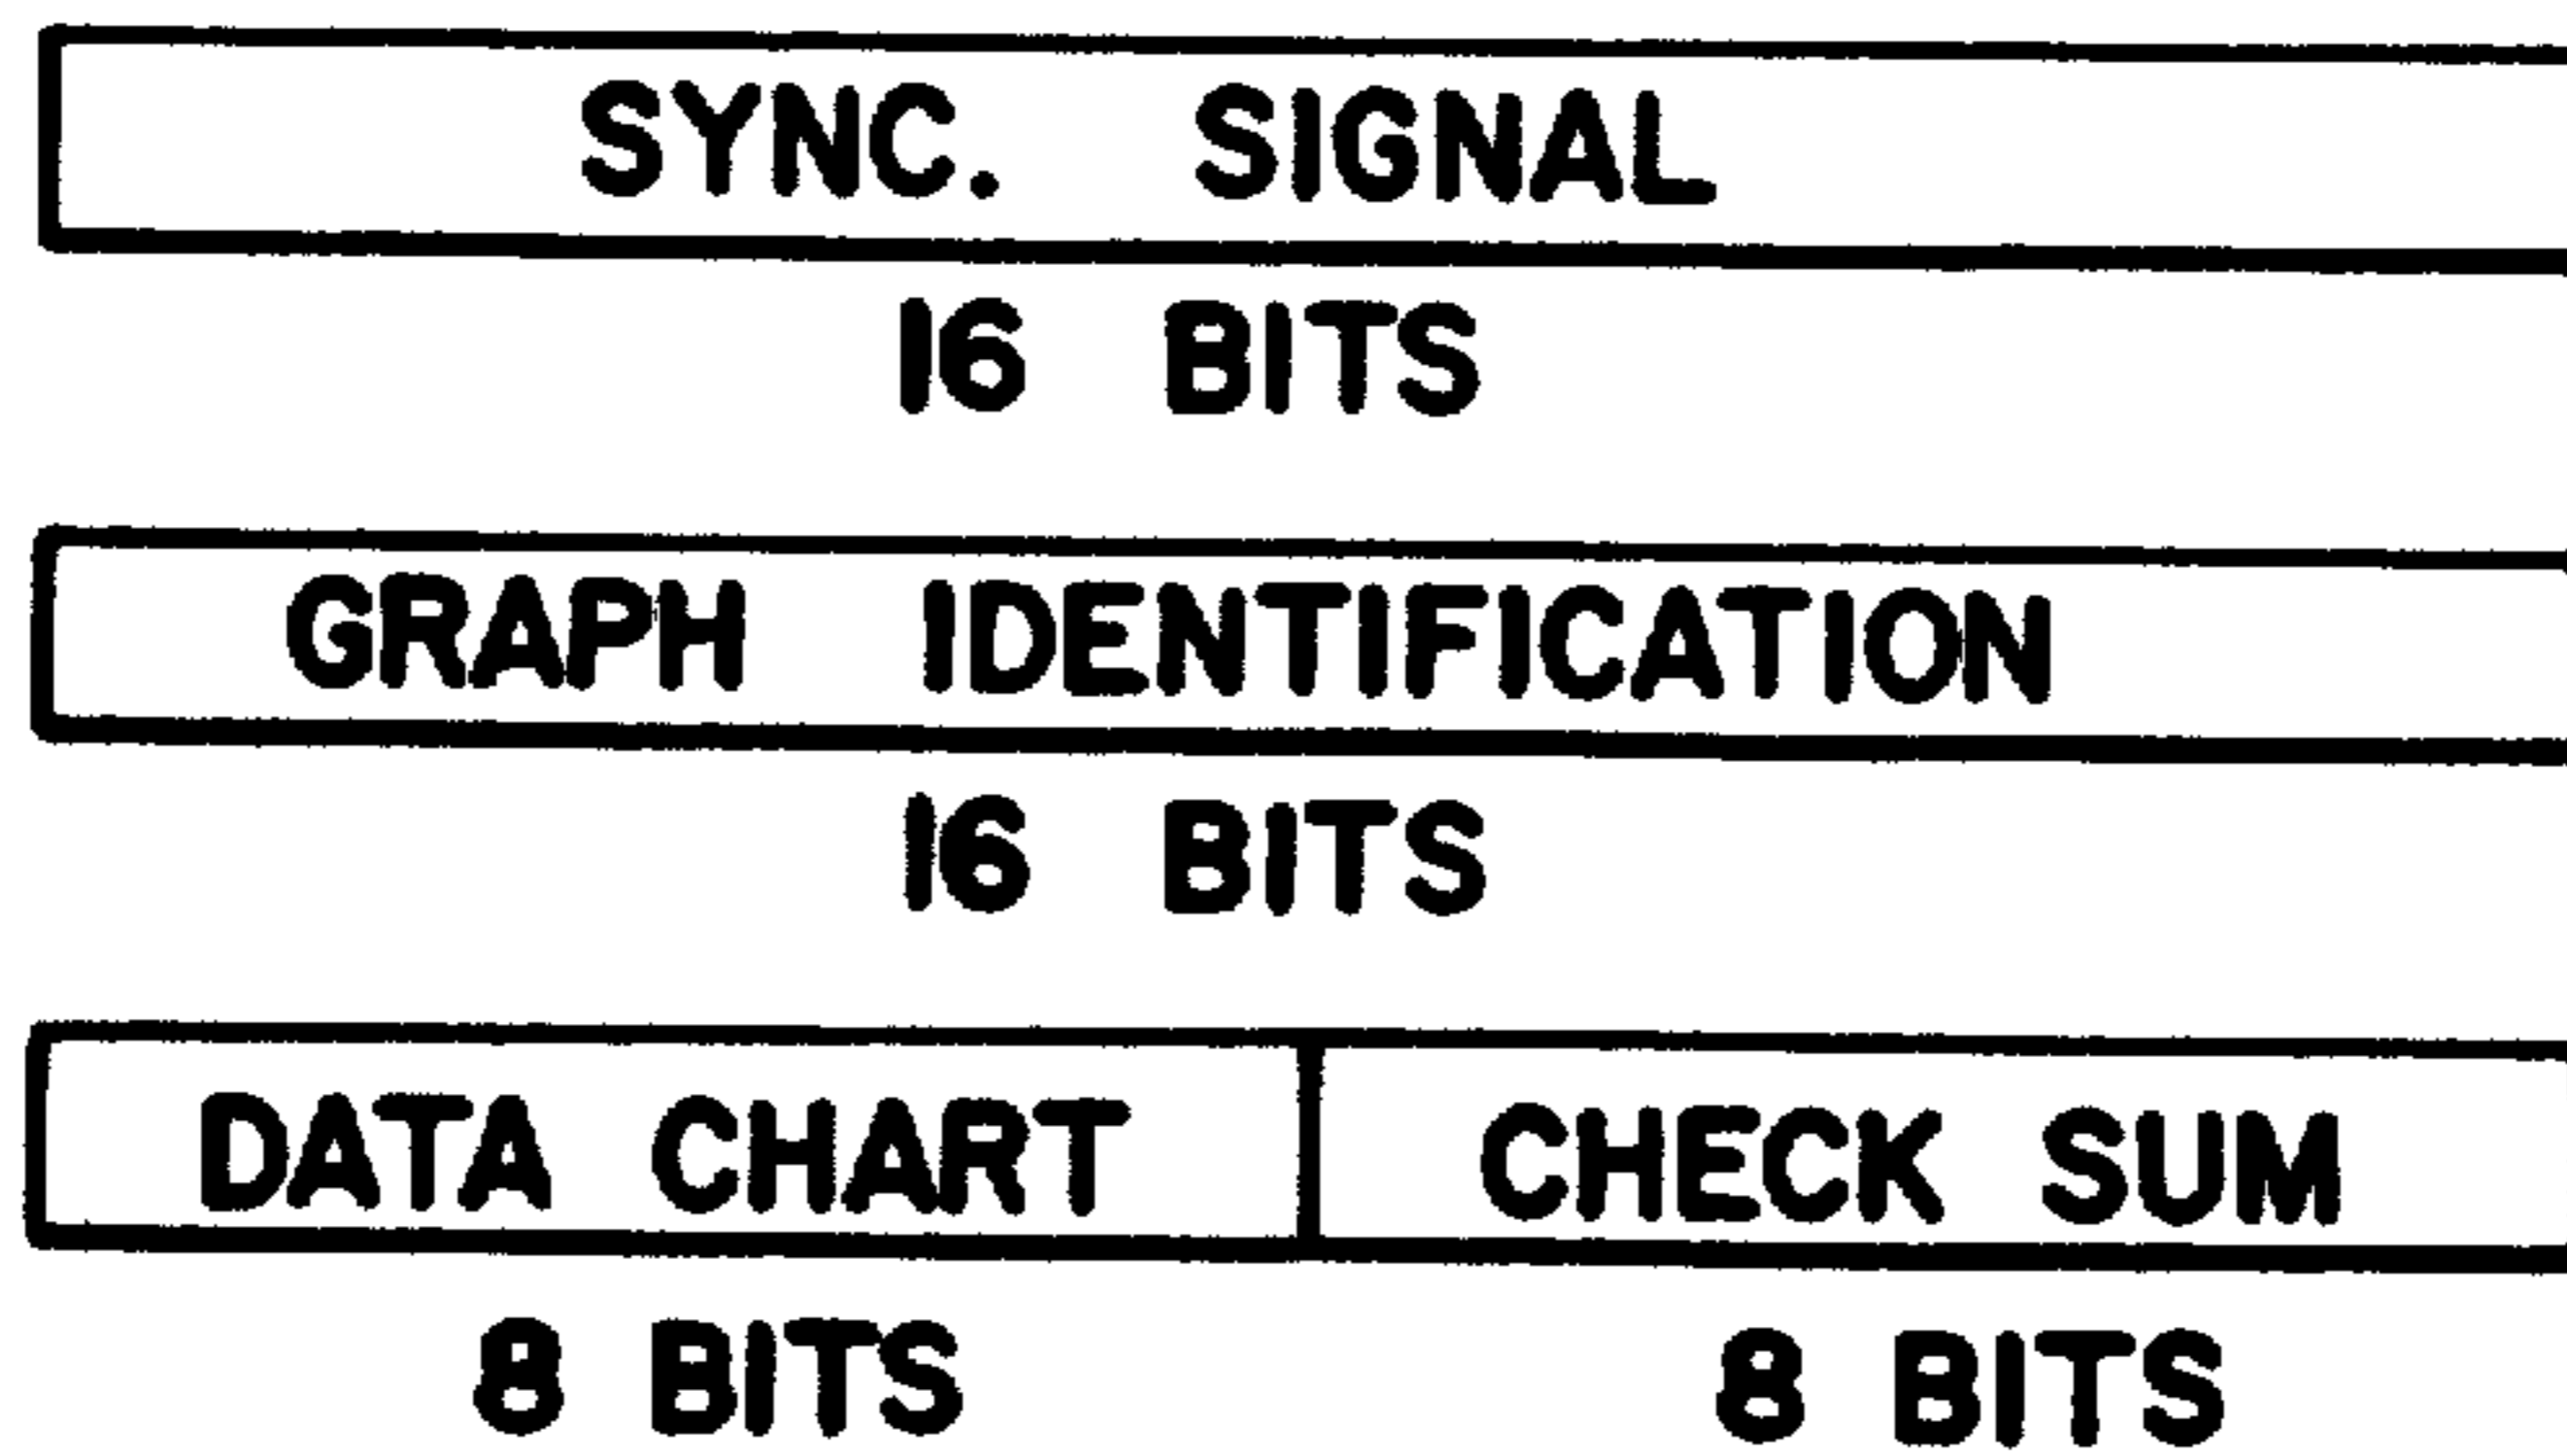 SYNC. SIGNAL
16 BITS
GRAPH IDENTIFICATION
16 BITS
DATA CHART CHECK SUM
8 BITS 8 BITS